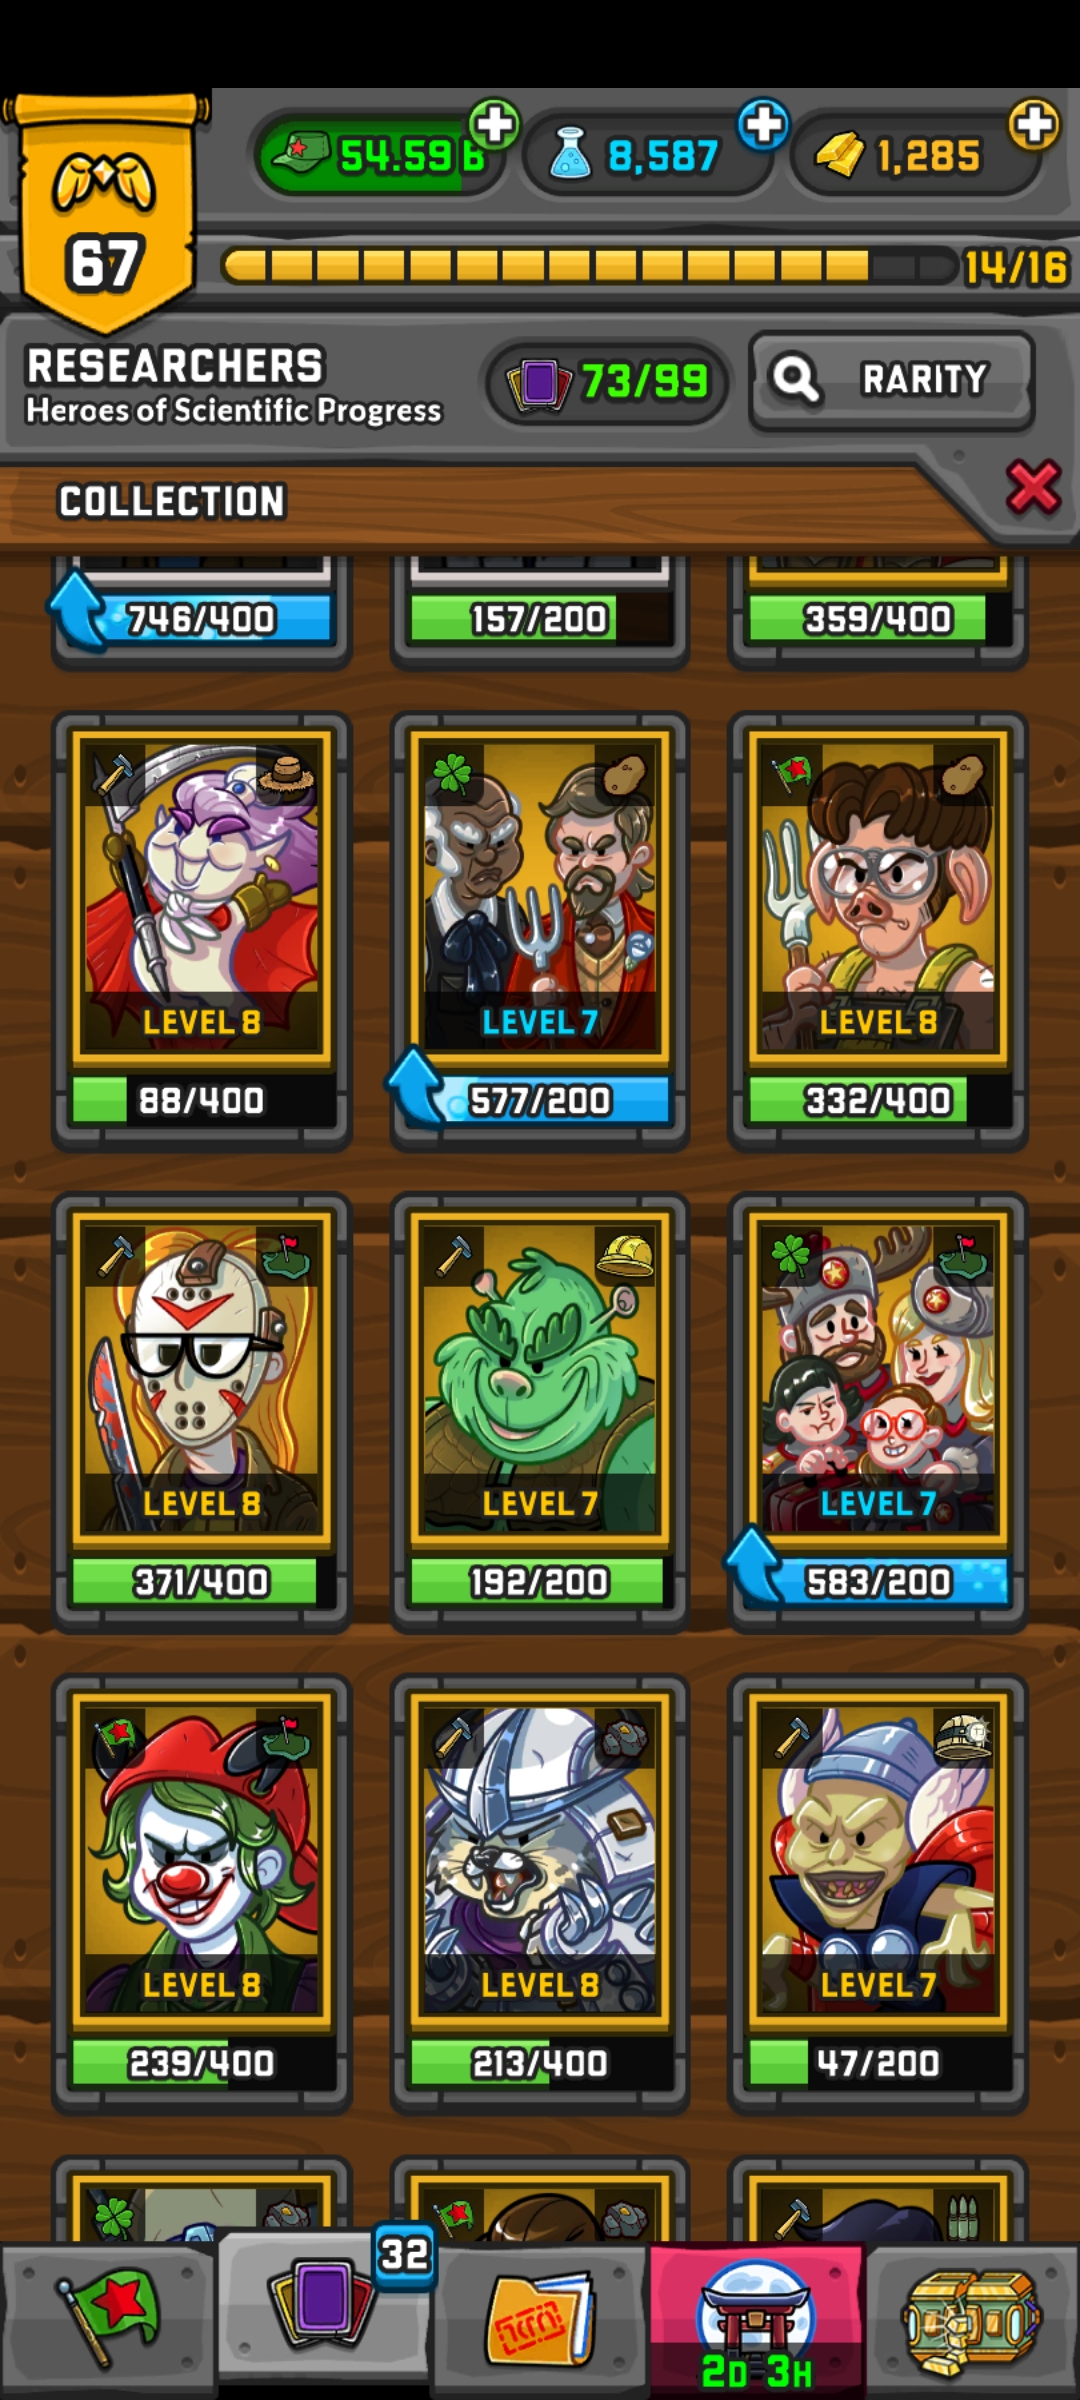 54.59 B
8,587
1,285
67
14/16
RESEARCHERS
Heroes of Scientific Progress
73/99
RARITY
COLLECTION
746/400
157/200
359/400
LEVEL 8
LEVEL 7
LEVEL 8
88/400
577/200
332/400
LEVEL 8
LEVEL 7
LEVEL 7
371/400
192/200
583/200
LEVEL 8
LEVEL 8
LEVEL 7
239/400
213/400
47/200
32
2D 3H